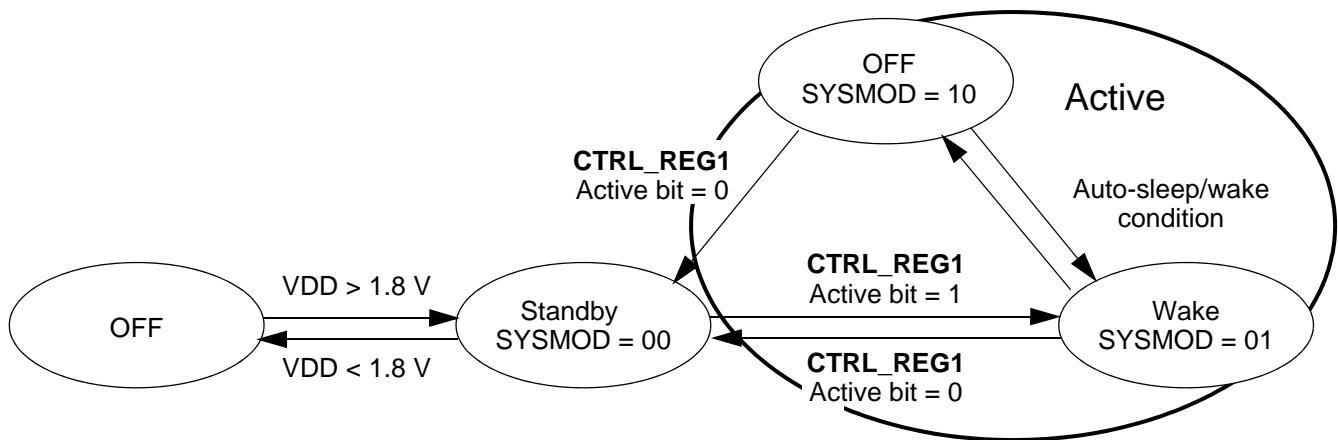 OFF
SYSMOD = 10
Active
CTRL_REG1
Active bit = 0
Auto-sleep/wake
condition
VDD > 1.8 V
CTRL_REG1
Active bit = 1
OFF
Standby
SYSMOD = 00
Wake
SYSMOD = 01
VDD < 1.8 V
CTRL_REG1
Active bit = 0